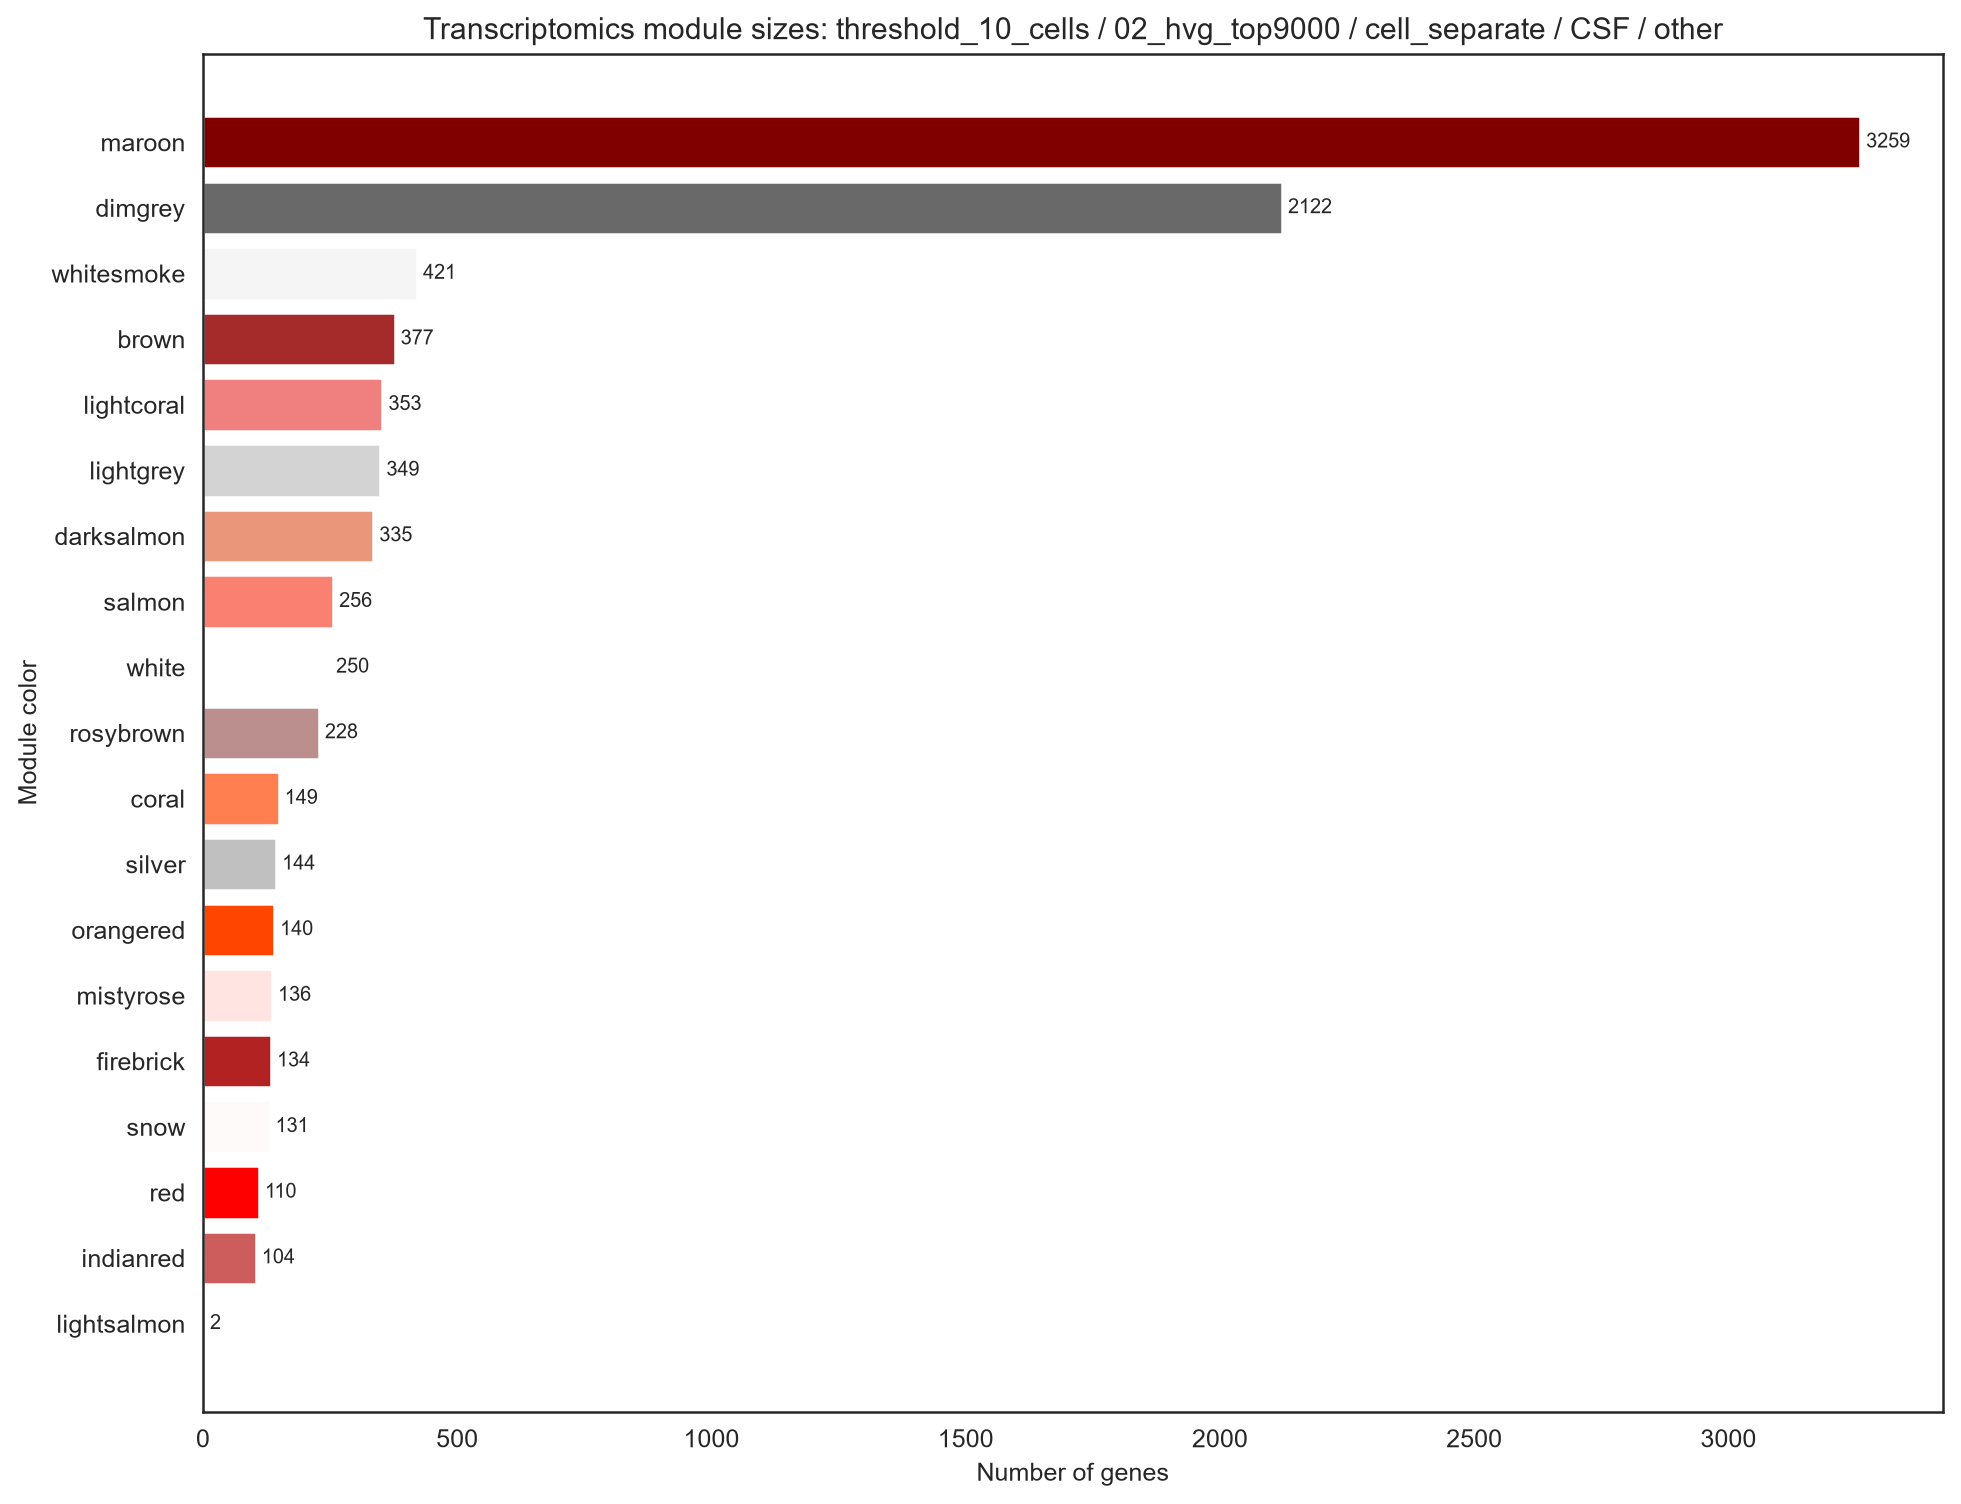 Transcriptomics module sizes: threshold_10_cells / 02_hvg_top9000 / cell_separate / CSF / other
Module color
maroon 3259
dimgrey 2122
whitesmoke 421
brown 377
lightcoral 353
lightgrey 349
darksalmon 335
salmon 256
white 250
rosybrown 228
coral 149
silver 144
orangered 140
mistyrose 136
firebrick 134
snow 131
red 110
indianred 104
lightsalmon 2
0 500 1000 1500 2000 2500 3000
Number of genes